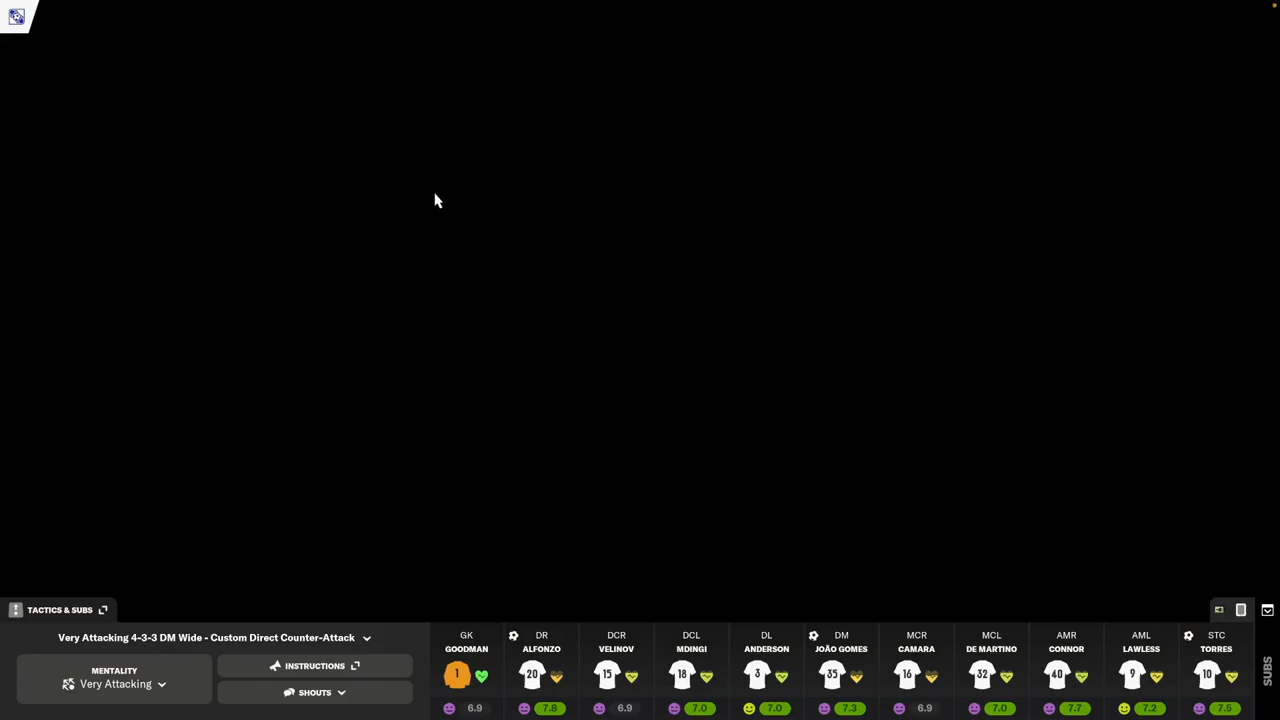 TACTICS & SUBS
Very Attacking 4-3-3 DM Wide - Custom Direct Counter-Attack
MENTALITY
Very Attacking
INSTRUCTIONS
SHOUTS
GK DR DCR DCL DL DM MCR MCL AMR AML STC
GOODMAN ALFONZO VELINOV MDINGI ANDERSON JOÃO GOMES CAMARA DE MARTINO CONNOR LAWLESS TORRES
1 20 15 18 3 35 16 32 40 9 10
6.9 7.8 6.9 7.0 7.0 7.3 6.9 7.0 7.7 7.2 7.5
SUBS